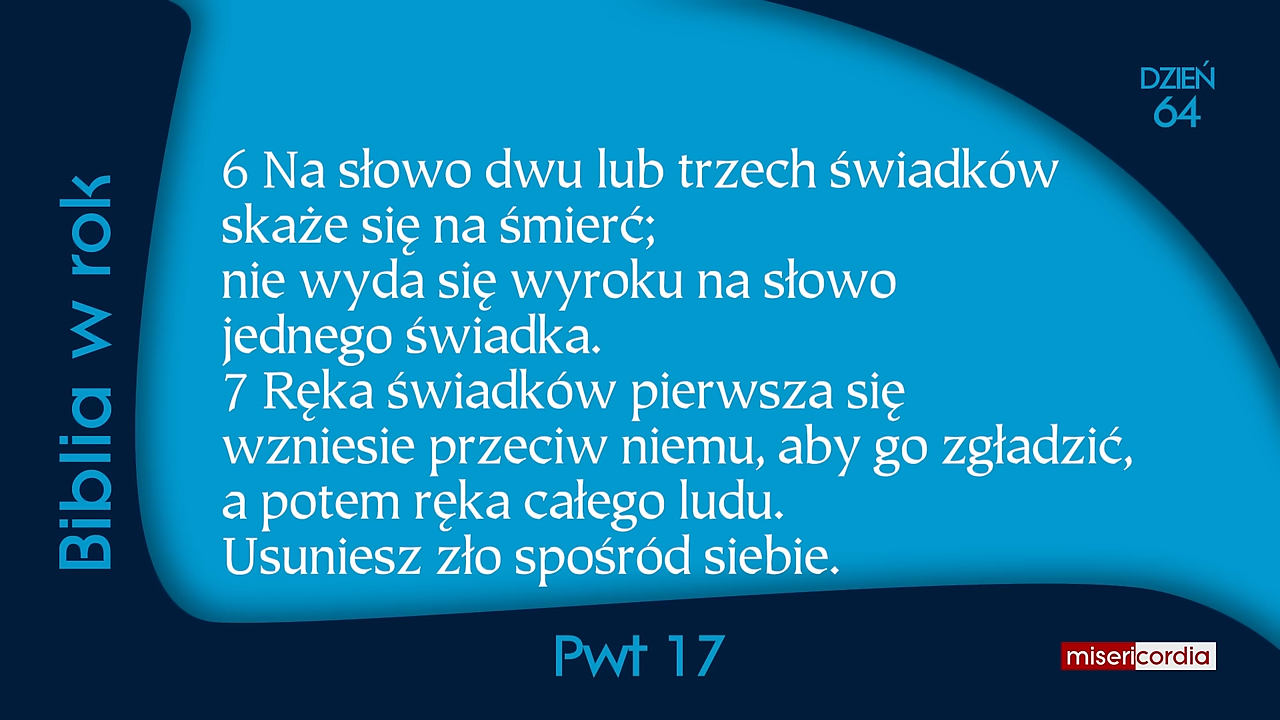 DZIEŃ
64
Biblia w rok
6 Na słowo dwu lub trzech świadków
skaże się na śmierć;
nie wyda się wyroku na słowo
jednego świadka.
7 Ręka świadków pierwsza się
wzniesie przeciw niemu, aby go zgładzić,
a potem ręka całego ludu.
Usuniesz zło spośród siebie.
Pwt 17
misericordia